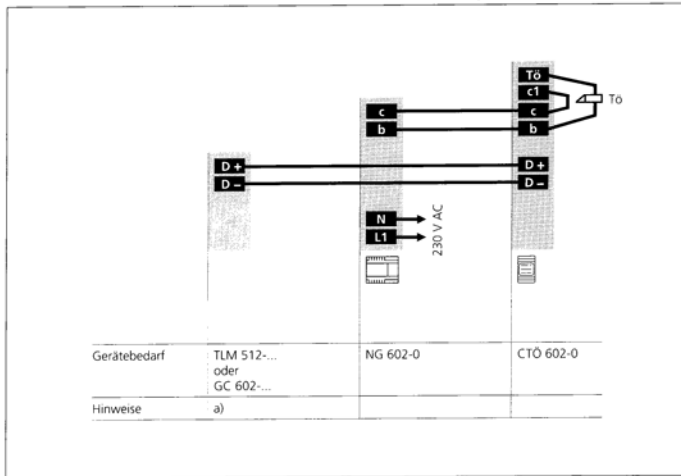 Tö
c1
c
c
b
b
Tö
D+
D+
D–
D–
N
L1
230 V AC
Gerätebedarf
TLM 512-...
oder
GC 602-...
NG 602-0
CTÖ 602-0
Hinweise
a)